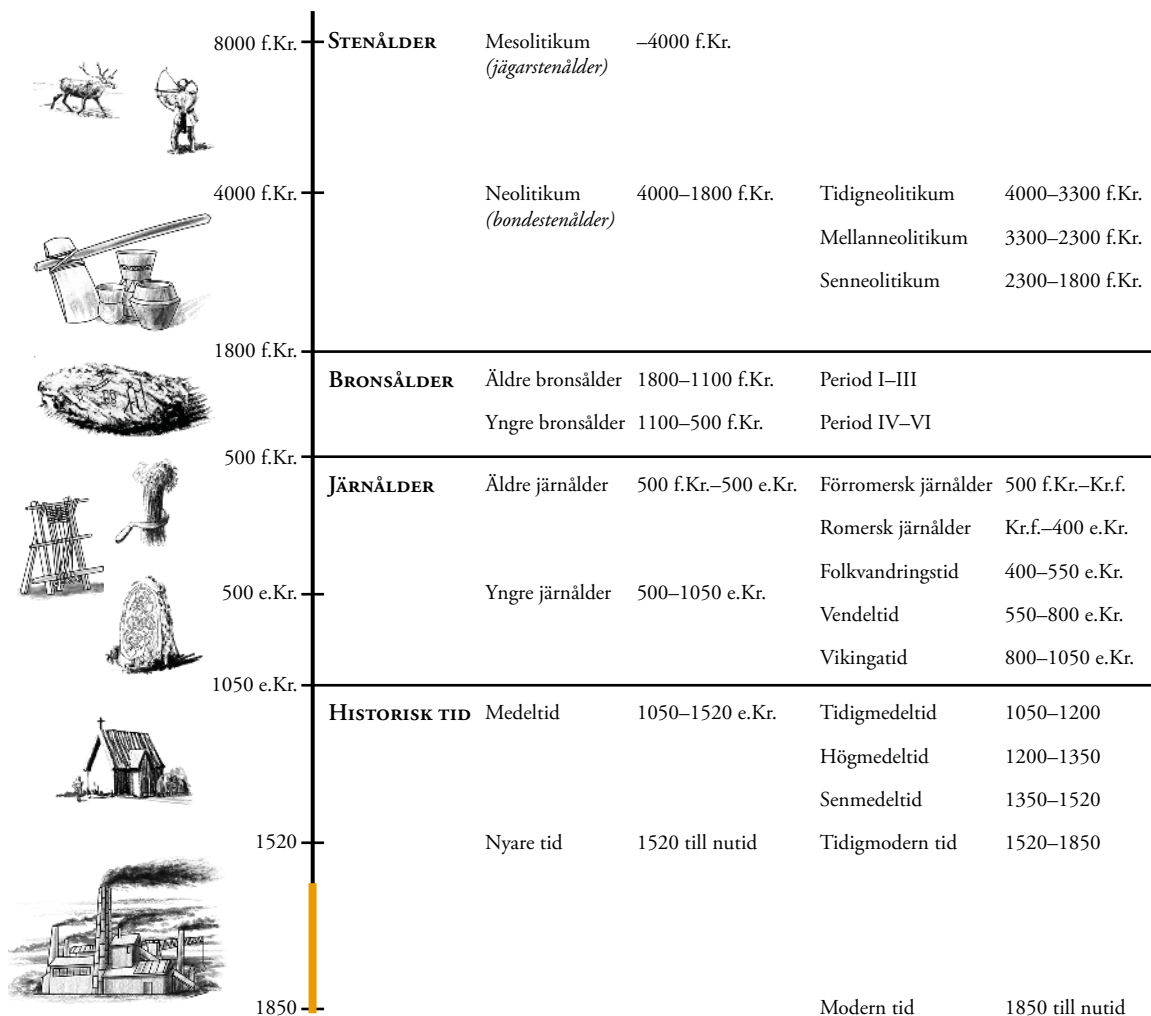 8000 f.Kr. STENÅLDER Mesolitikum –4000 f.Kr.
(jägarstenålder)
4000 f.Kr. Neolitikum 4000–1800 f.Kr. Tidigneolitikum 4000–3300 f.Kr.
(bondestenålder)
Mellanneolitikum 3300–2300 f.Kr.
Senneolitikum 2300–1800 f.Kr.
1800 f.Kr.
BRONSÅLDER Äldre bronsålder 1800–1100 f.Kr. Period I–III
Yngre bronsålder 1100–500 f.Kr. Period IV–VI
500 f.Kr.
JÄRNÅLDER Äldre järnålder 500 f.Kr.–500 e.Kr. Förromersk järnålder 500 f.Kr.–Kr.f.
Romersk järnålder Kr.f.–400 e.Kr.
Folkvandringstid 400–550 e.Kr.
500 e.Kr. Yngre järnålder 500–1050 e.Kr.
Vendeltid 550–800 e.Kr.
Vikingatid 800–1050 e.Kr.
1050 e.Kr.
HISTORISK TID Medeltid 1050–1520 e.Kr. Tidigmedeltid 1050–1200
Högmedeltid 1200–1350
Senmedeltid 1350–1520
1520 Nyare tid 1520 till nutid Tidigmodern tid 1520–1850
1850 Modern tid 1850 till nutid